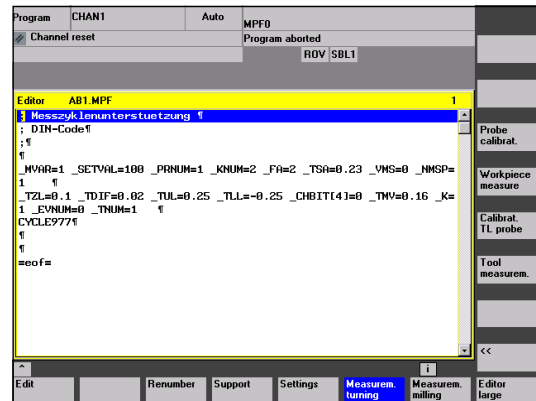 Program CHAN1 Auto MPF0
Channel reset Program aborted
ROV SBL1
Editor AB1.MPF 1
; Messzyklenunterstuetzung ¶
; DIN-Code¶
;¶
¶
_MVAR=1 _SETVAL=100 _PRNUM=1 _KNUM=2 _FA=2 _TSA=0.23 _VMS=0 _NMSP=
1 ¶
_TZL=0.1 _TDIF=0.02 _TUL=0.25 _TLL=-0.25 _CHBIT[4]=0 _TMV=0.16 _K=
1 _EVNUM=0 _TNUM=1 ¶
CYCLE977¶
¶
¶
=eof=
Probe
calibrat.
Workpiece
measure
Calibrat.
TL probe
Tool
measurem.
<<
^ i
Edit Renumber Support Settings Measurem. turning Measurem. milling Editor large